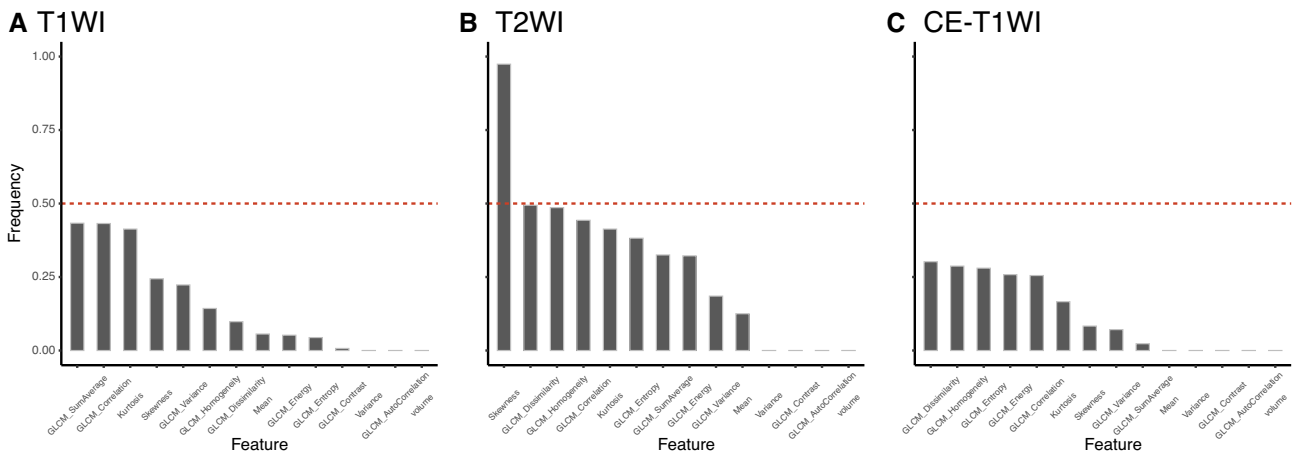 A T1WI
B T2WI
C CE-T1WI
Frequency
1.00
0.75
0.50
0.25
0.00
GLCM_SumAverage
GLCM_Correlation
Kurtosis
Skewness
GLCM_Variance
GLCM_Homogeneity
GLCM_Dissimilarity
Mean
GLCM_Energy
GLCM_Entropy
GLCM_Contrast
Variance
GLCM_AutoCorrelation
volume
Feature
Skewness
GLCM_Dissimilarity
GLCM_Homogeneity
GLCM_Correlation
Kurtosis
GLCM_Entropy
GLCM_SumAverage
GLCM_Energy
GLCM_Variance
Mean
Variance
GLCM_Contrast
GLCM_AutoCorrelation
volume
Feature
GLCM_Dissimilarity
GLCM_Homogeneity
GLCM_Entropy
GLCM_Energy
GLCM_Correlation
Kurtosis
Skewness
GLCM_Variance
GLCM_SumAverage
Mean
Variance
GLCM_Contrast
GLCM_AutoCorrelation
volume
Feature